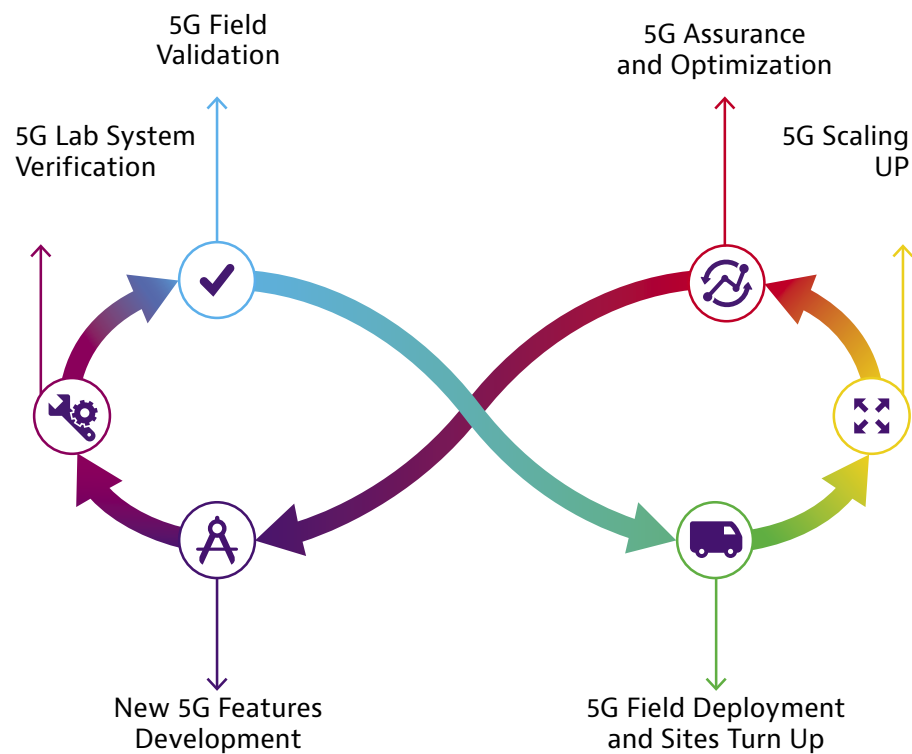 5G Field
Validation
5G Assurance
and Optimization
5G Lab System
Verification
5G Scaling
UP
New 5G Features
Development
5G Field Deployment
and Sites Turn Up